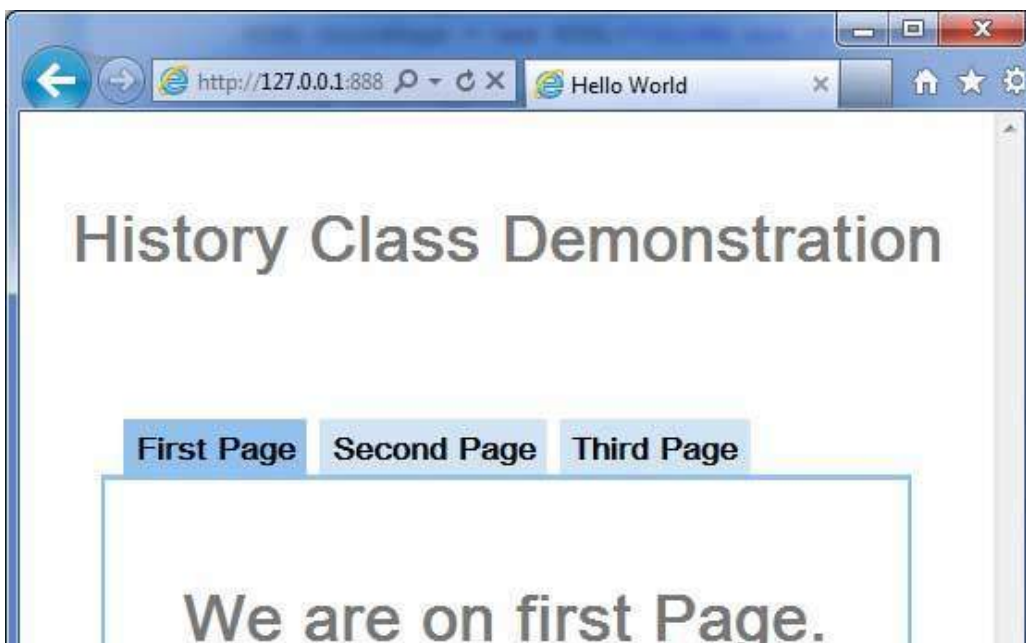 http://127.0.0.1:888 Hello World
History Class Demonstration
First Page Second Page Third Page
We are on first Page.